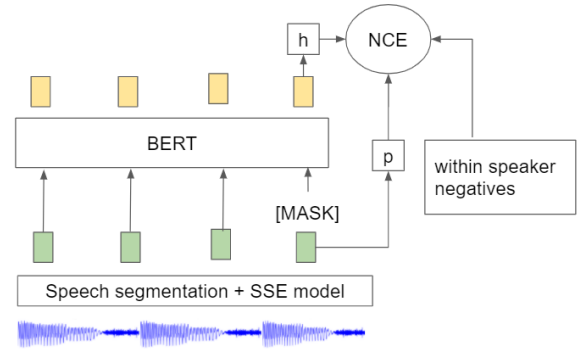 h
NCE
BERT
p
within speaker
negatives
[MASK]
Speech segmentation + SSE model